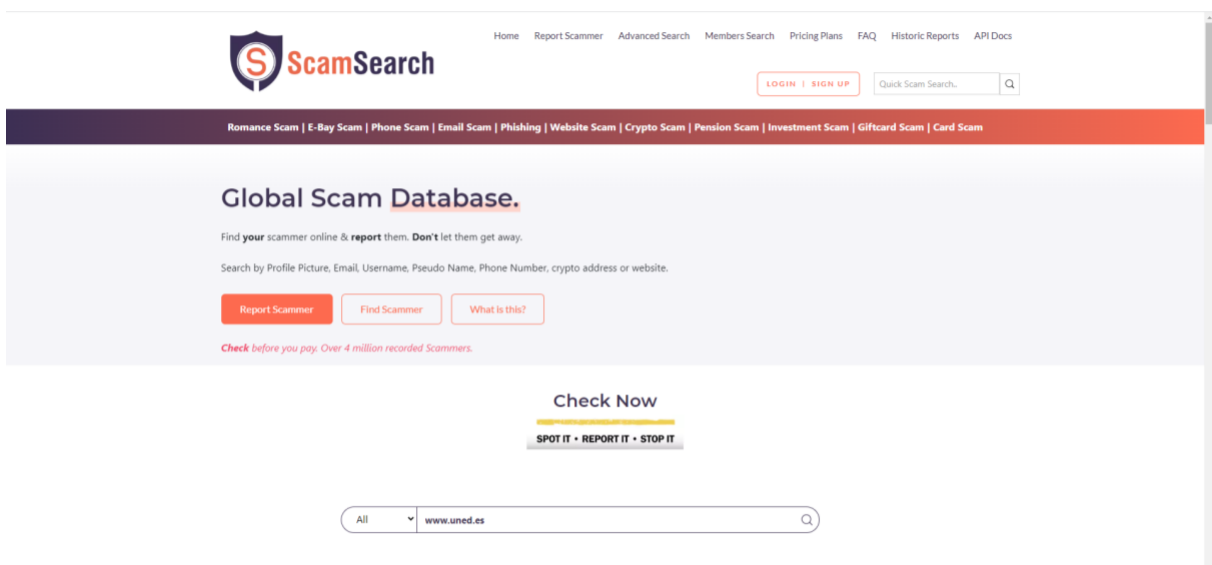 Home Report Scammer Advanced Search Members Search Pricing Plans FAQ Historic Reports API Docs
S ScamSearch
LOGIN | SIGN UP
Quick Scam Search..
Romance Scam | E-Bay Scam | Phone Scam | Email Scam | Phishing | Website Scam | Crypto Scam | Pension Scam | Investment Scam | Giftcard Scam | Card Scam
Global Scam Database.
Find your scammer online & report them. Don't let them get away.
Search by Profile Picture, Email, Username, Pseudo Name, Phone Number, crypto address or website.
Report Scammer Find Scammer What is this?
Check before you pay. Over 4 million recorded Scammers.
Check Now
SPOT IT • REPORT IT • STOP IT
All www.uned.es